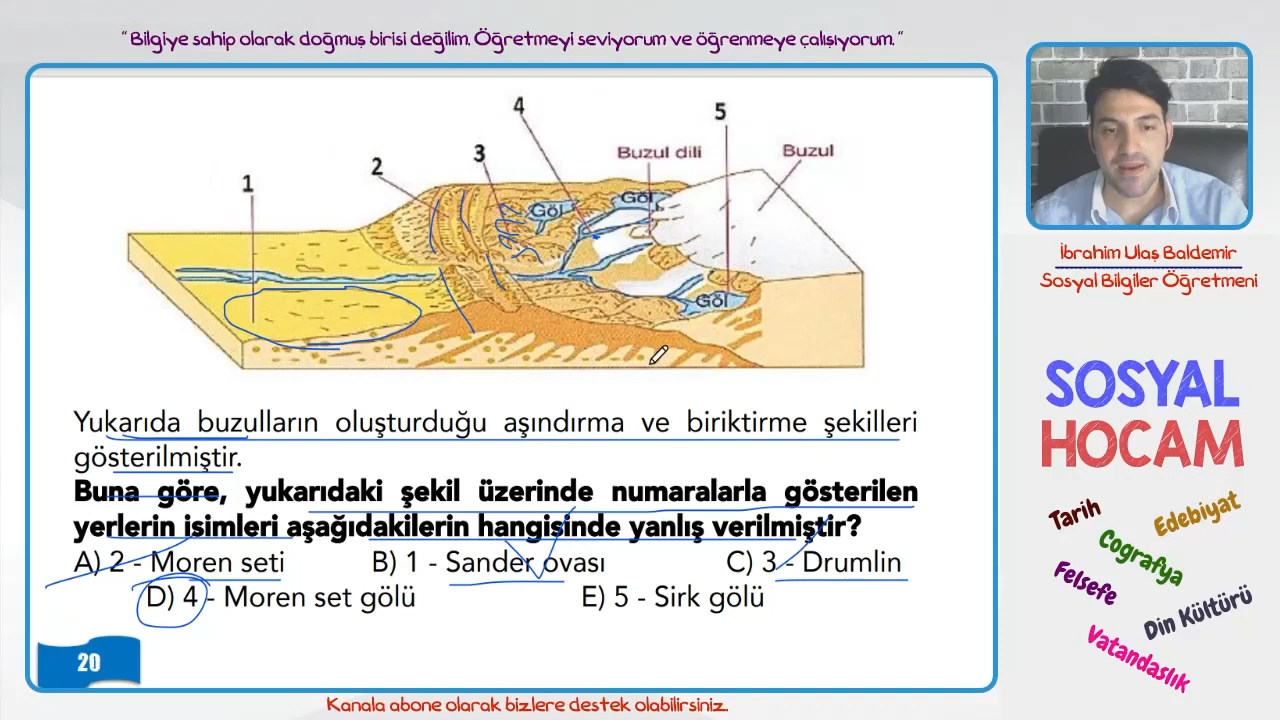 “ Bilgiye sahip olarak doğmuş birisi değilim. Öğretmeyi seviyorum ve öğrenmeye çalışıyorum. “
4
5
3
Buzul dili
Buzul
2
1
Göl
Göl
Göl
Yukarıda buzulların oluşturduğu aşındırma ve biriktirme şekilleri
gösterilmiştir.
Buna göre, yukarıdaki şekil üzerinde numaralarla gösterilen
yerlerin isimleri aşağıdakilerin hangisinde yanlış verilmiştir?
A) 2 - Moren seti B) 1 - Sander ovası C) 3 - Drumlin
D) 4 - Moren set gölü E) 5 - Sirk gölü
20
İbrahim Ulaş Baldemir
Sosyal Bilgiler Öğretmeni
SOSYAL
HOCAM
Tarih
Edebiyat
Coğrafya
Felsefe
Din Kültürü
Vatandaşlık
Kanala abone olarak bizlere destek olabilirsiniz.